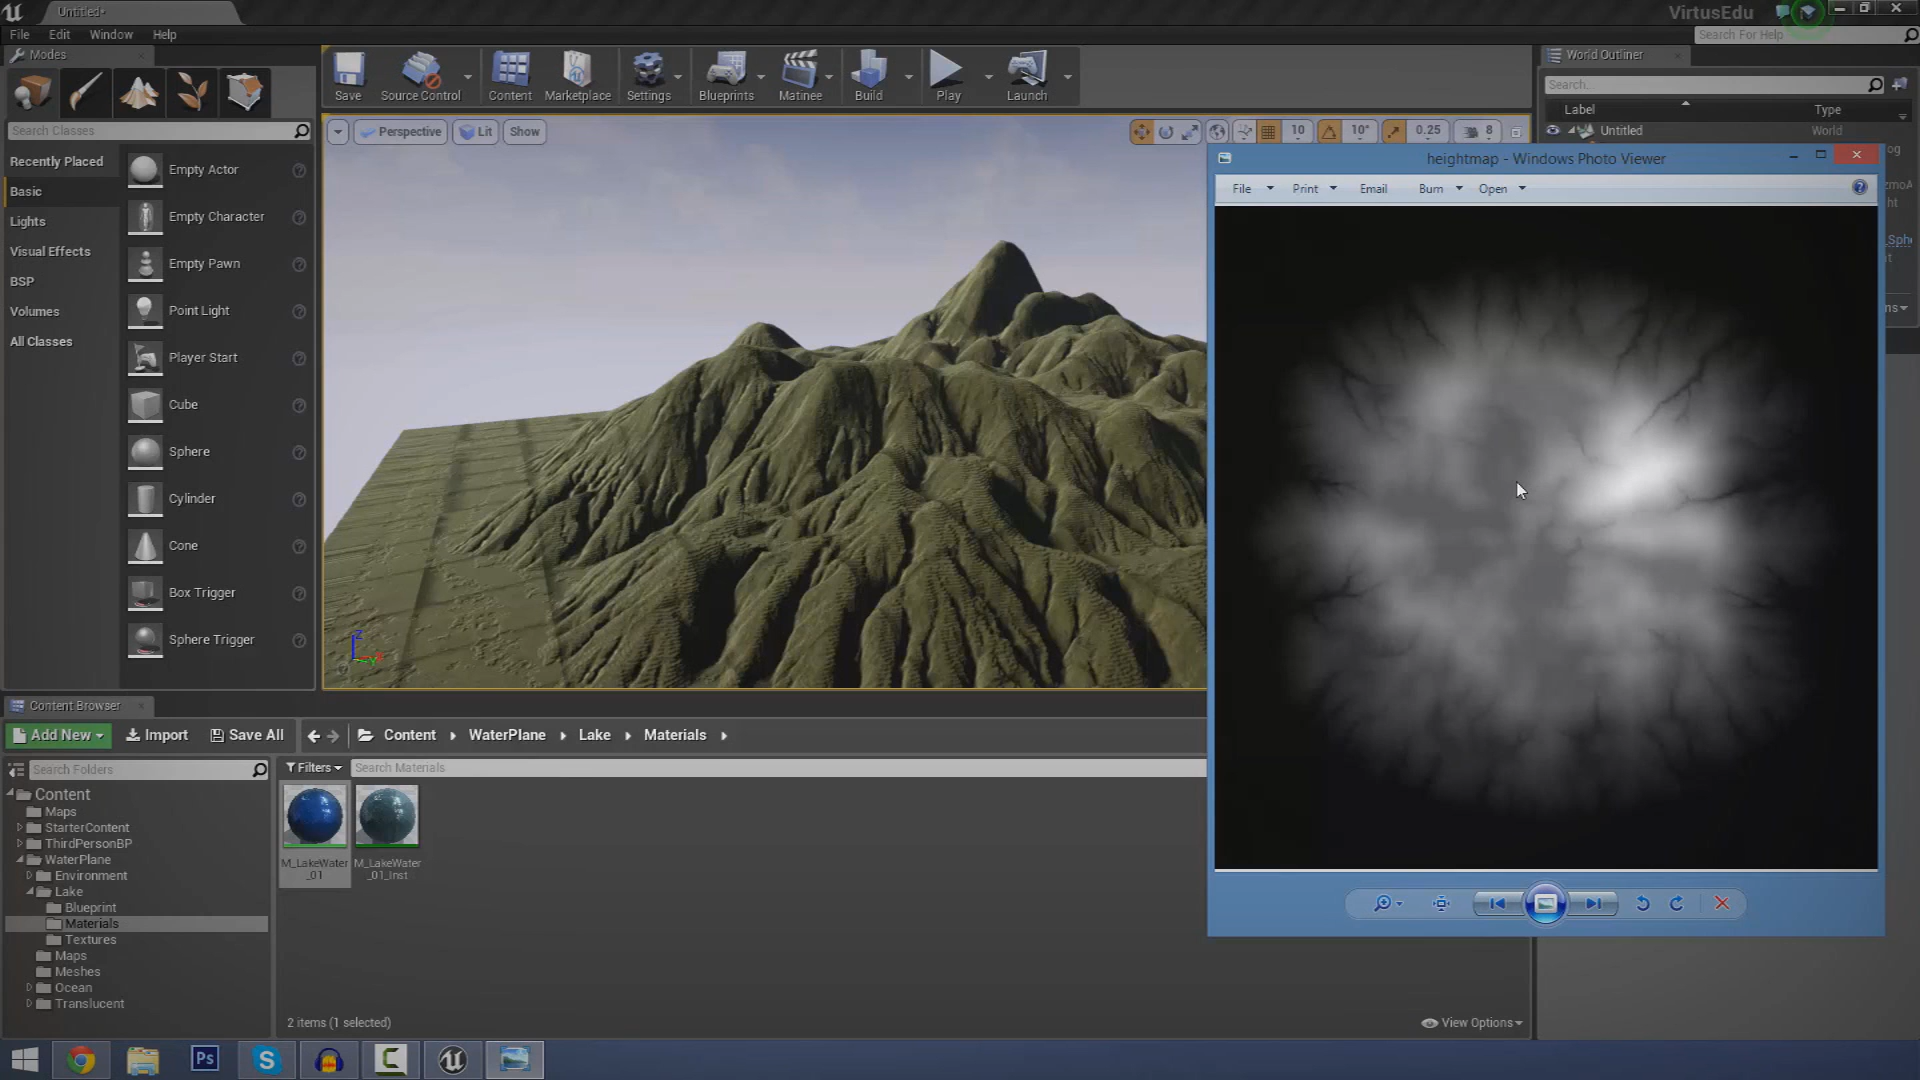 Untitled*
VirtusEdu
File Edit Window Help
Search For Help
Modes
Save Source Control Content Marketplace Settings Blueprints Matinee Build Play Launch
World Outliner
Search...
Label Type
Untitled World
Search Classes
Perspective Lit Show
10 10° 0.25 8
Recently Placed
Basic
Lights
Visual Effects
BSP
Volumes
All Classes
Empty Actor
Empty Character
Empty Pawn
Point Light
Player Start
Cube
Sphere
Cylinder
Cone
Box Trigger
Sphere Trigger
heightmap - Windows Photo Viewer
File Print Email Burn Open
Z
Content Browser
Add New Import Save All Content WaterPlane Lake Materials
Search Folders
Filters Search Materials
Content
Maps
StarterContent
ThirdPersonBP
WaterPlane
Environment
Lake
Blueprint
Materials
Textures
Maps
Meshes
Ocean
Translucent
M_LakeWater
_01
M_LakeWater
_01_Inst
2 items (1 selected)
View Options
Ps